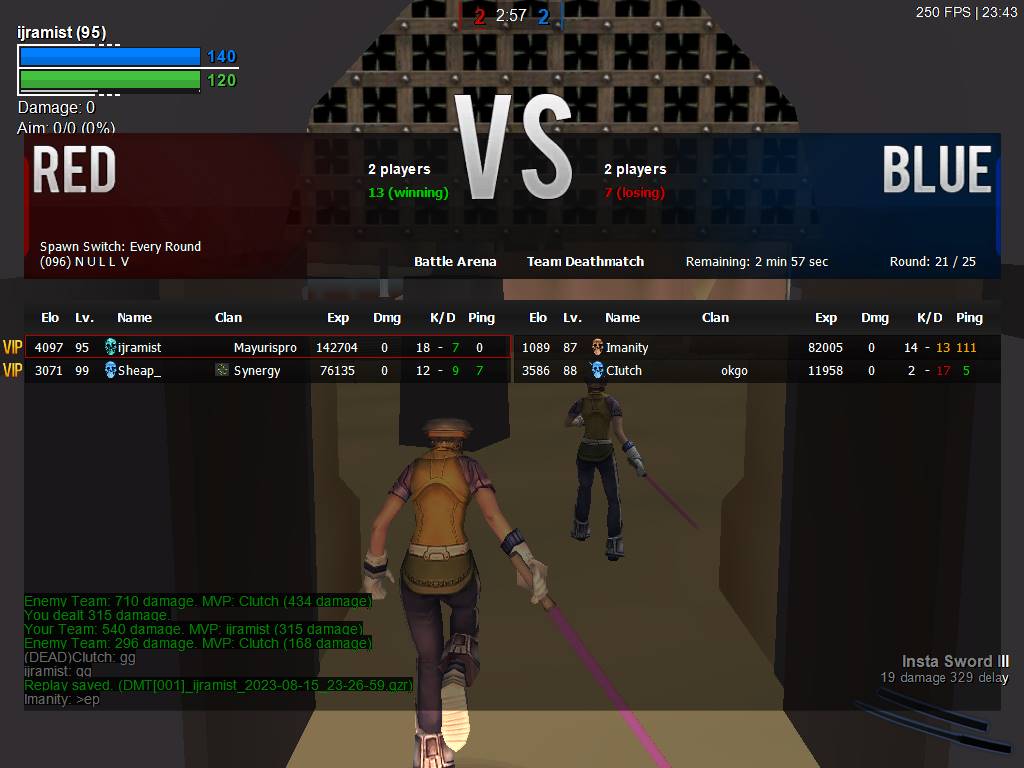 2 2:57 2
250 FPS | 23:43
ijramist (95)
140
120
Damage: 0
Aim: 0/0 (0%)
RED
VS
BLUE
2 players
2 players
13 (winning)
7 (losing)
Spawn Switch: Every Round
(096) N U L L V
Battle Arena
Team Deathmatch
Remaining: 2 min 57 sec
Round: 21 / 25
Elo Lv. Name Clan Exp Dmg K/D Ping Elo Lv. Name Clan Exp Dmg K/D Ping
VIP 4097 95 ijramist Mayurispro 142704 0 18 - 7 0 1089 87 Imanity 82005 0 14 - 13 111
VIP 3071 99 Sheap_ Synergy 76135 0 12 - 9 7 3586 88 CIutch okgo 11958 0 2 - 17 5
Enemy Team: 710 damage. MVP: Clutch (434 damage)
You dealt 315 damage.
Your Team: 540 damage. MVP: ijramist (315 damage)
Enemy Team: 296 damage. MVP: Clutch (168 damage)
(DEAD)Clutch: gg
ijramist: gg
Replay saved. (DMT[001]_ijramist_2023-08-15_23-26-59.gzr)
Imanity: >ep
Insta Sword III
19 damage 329 delay